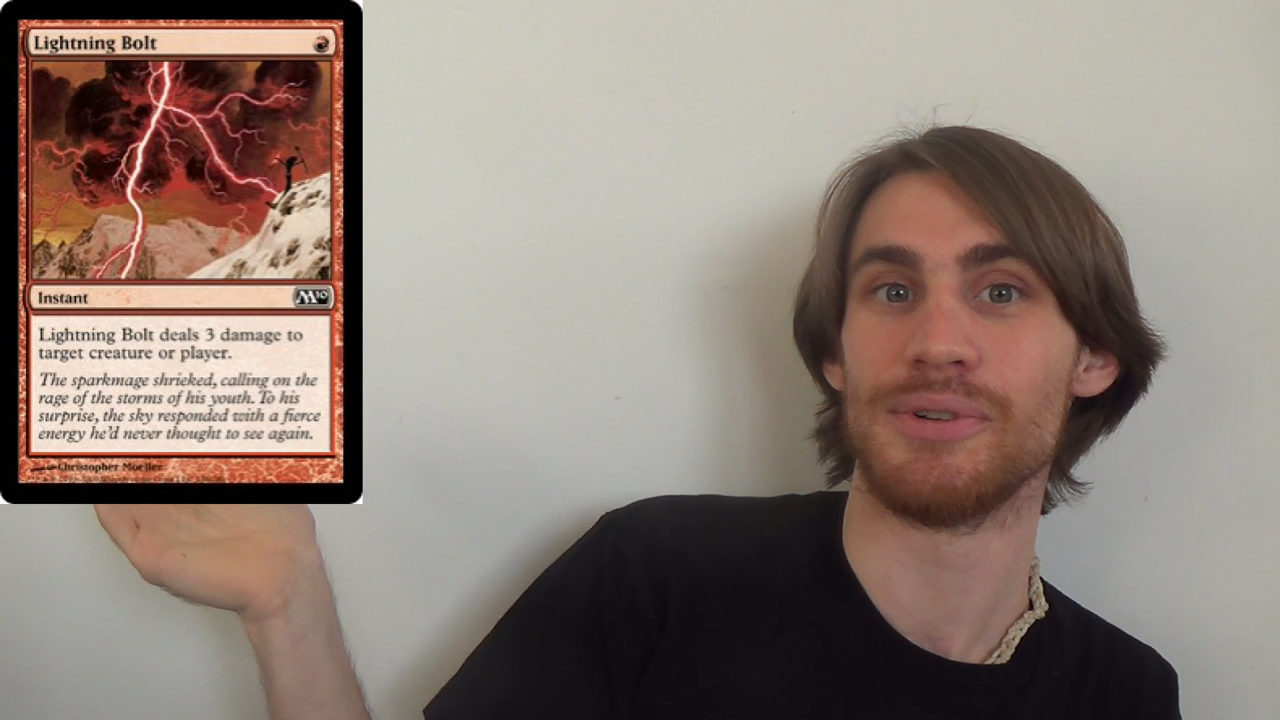 Lightning Bolt
Instant
M10
Lightning Bolt deals 3 damage to
target creature or player.
The sparkmage shrieked, calling on the
rage of the storms of his youth. To his
surprise, the sky responded with a fierce
energy he'd never thought to see again.
Christopher Moeller